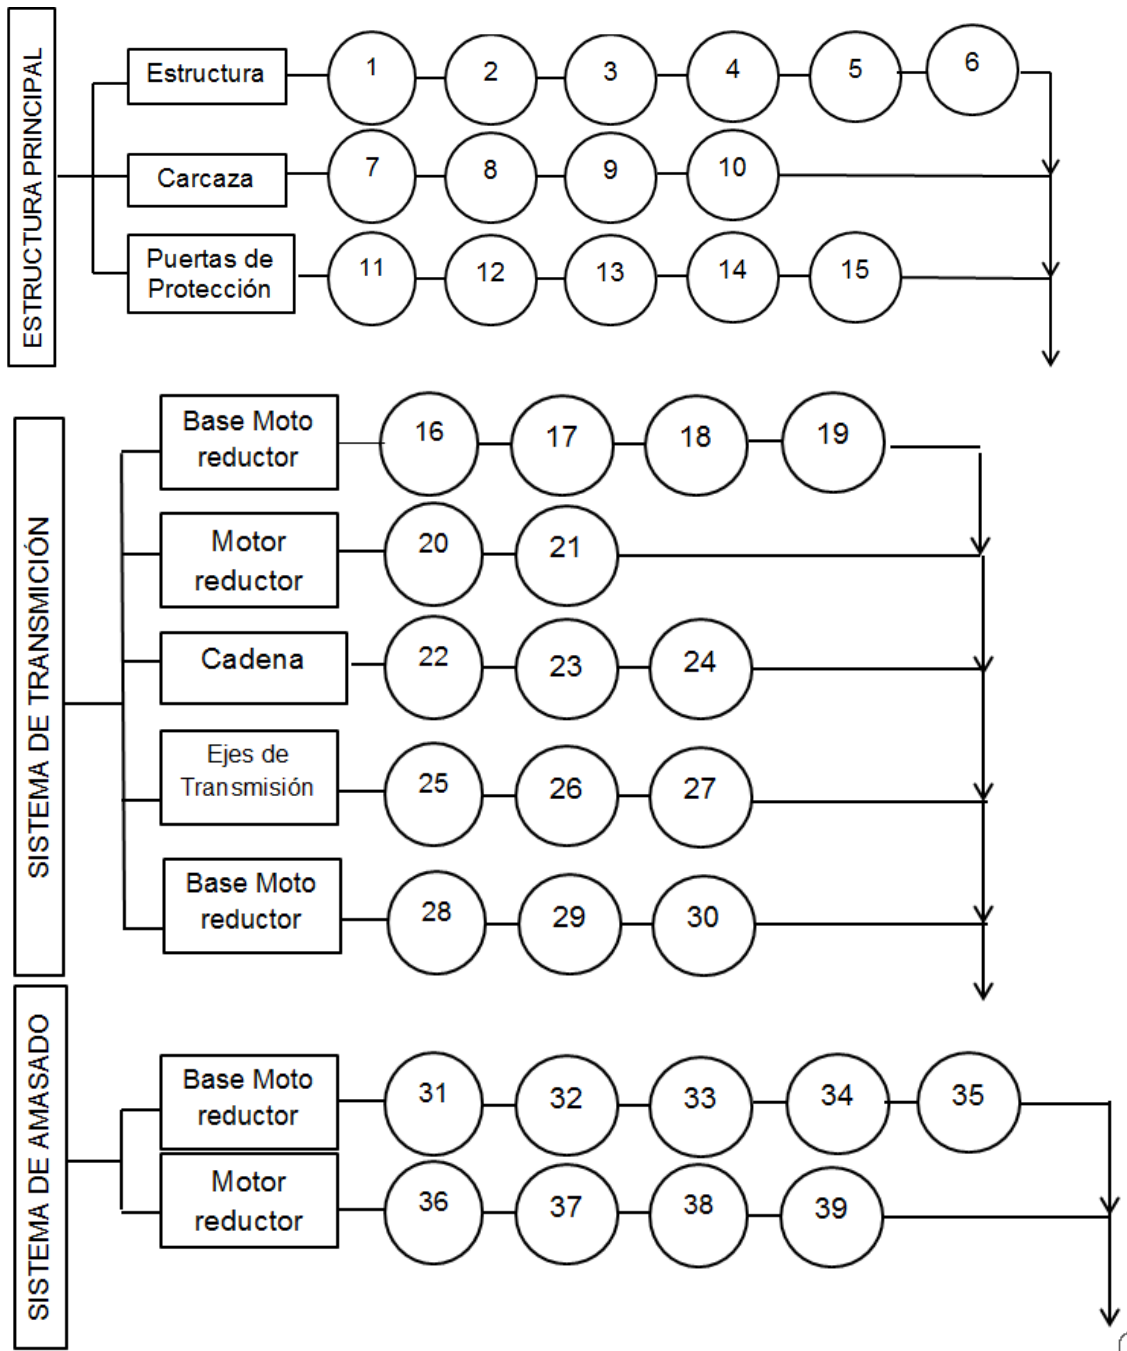 ESTRUCTURA PRINCIPAL
Estructura 1 2 3 4 5 6
Carcaza 7 8 9 10
Puertas de
Protección 11 12 13 14 15
SISTEMA DE TRANSMICIÓN
Base Moto
reductor 16 17 18 19
Motor
reductor 20 21
Cadena 22 23 24
Ejes de
Transmisión 25 26 27
Base Moto
reductor 28 29 30
SISTEMA DE AMASADO
Base Moto
reductor 31 32 33 34 35
Motor
reductor 36 37 38 39